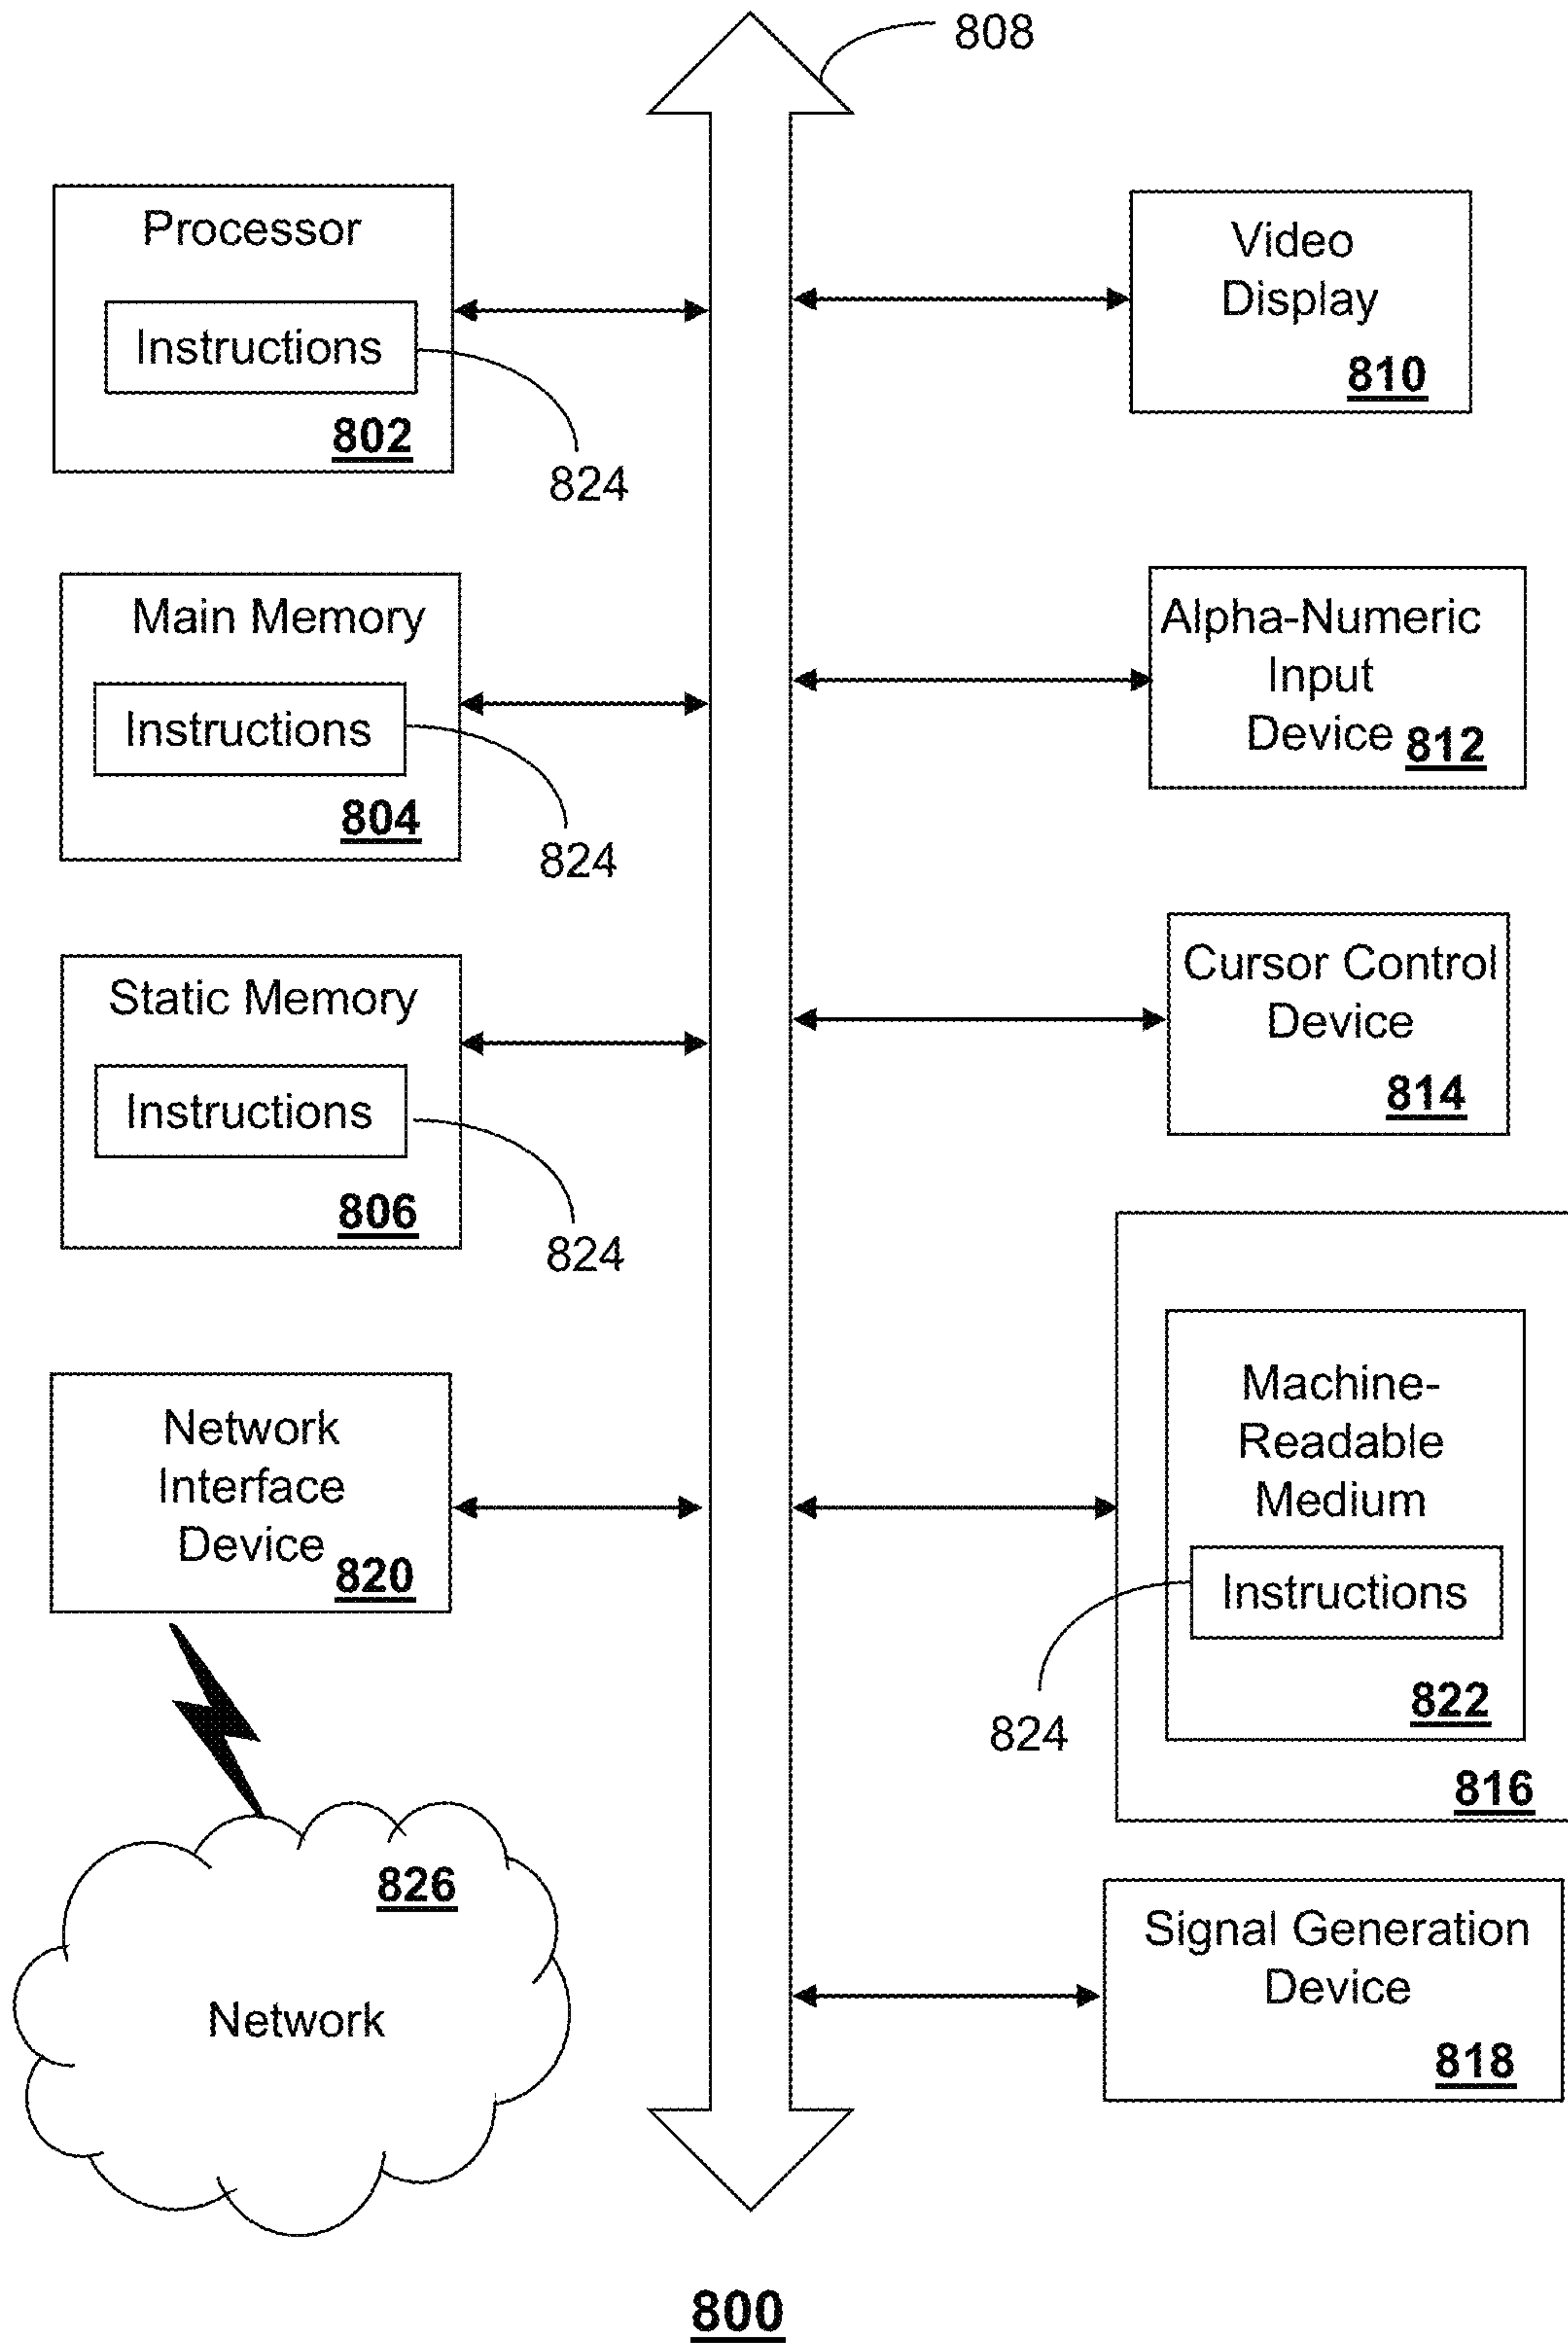 808
Processor
Instructions
802
824
Main Memory
Instructions
804
824
Static Memory
Instructions
806
824
Network
Interface
Device
820
826
Network
Video
Display
810
Alpha-Numeric
Input
Device
812
Cursor Control
Device
814
Machine-
Readable
Medium
Instructions
824
822
816
Signal Generation
Device
818
800